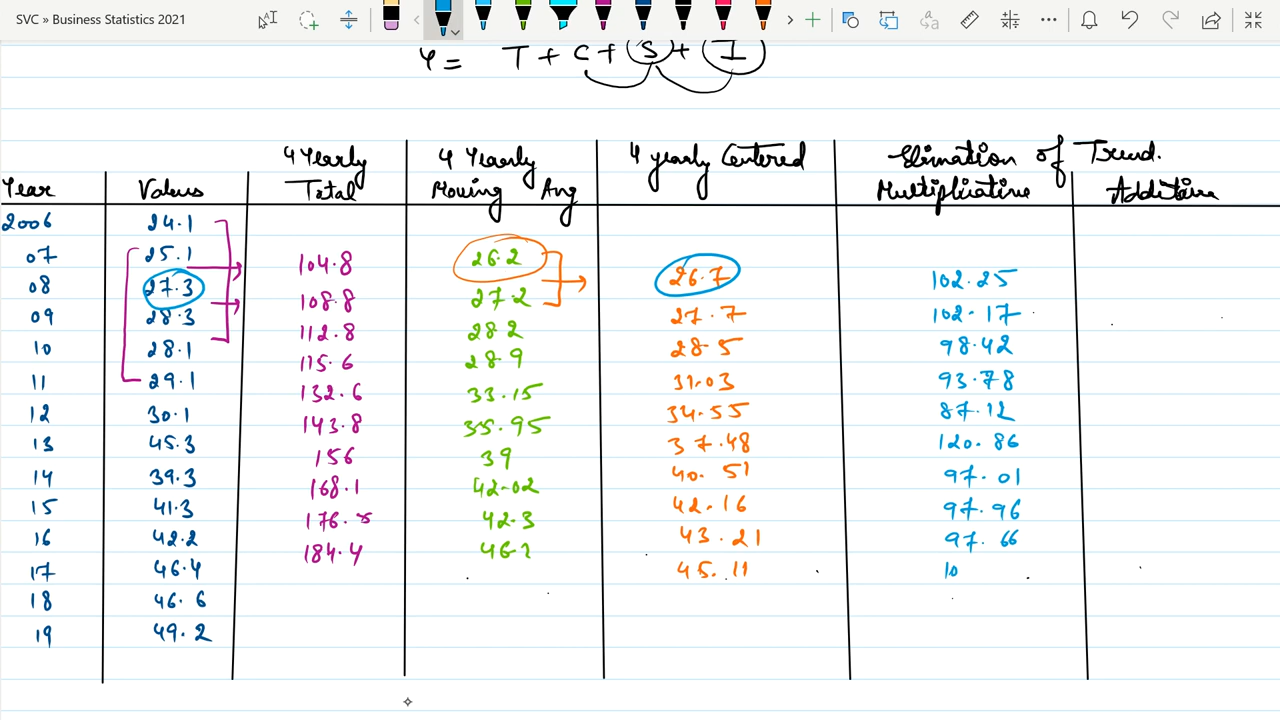 SVC » Business Statistics 2021
Y = T + C + S + I
4 Yearly 4 Yearly 4 yearly Centered Elimation of Trend.
Year Values Total Moving Avg Multiplicative Additive
2006 24.1
07 25.1 104.8 26.2
08 27.3 108.8 27.2 26.7 102.25
09 28.3 112.8 28.2 27.7 102.17
10 28.1 115.6 28.9 28.5 98.42
11 29.1 132.6 33.15 31.03 93.78
12 30.1 143.8 35.95 34.55 87.12
13 45.3 156 39 37.48 120.86
14 39.3 168.1 42.02 40.51 97.01
15 41.3 42.3 42.16 97.96
16 42.2 184.4 43.21 97.66
17 46.4 45.11 10
18 46.6
19 49.2